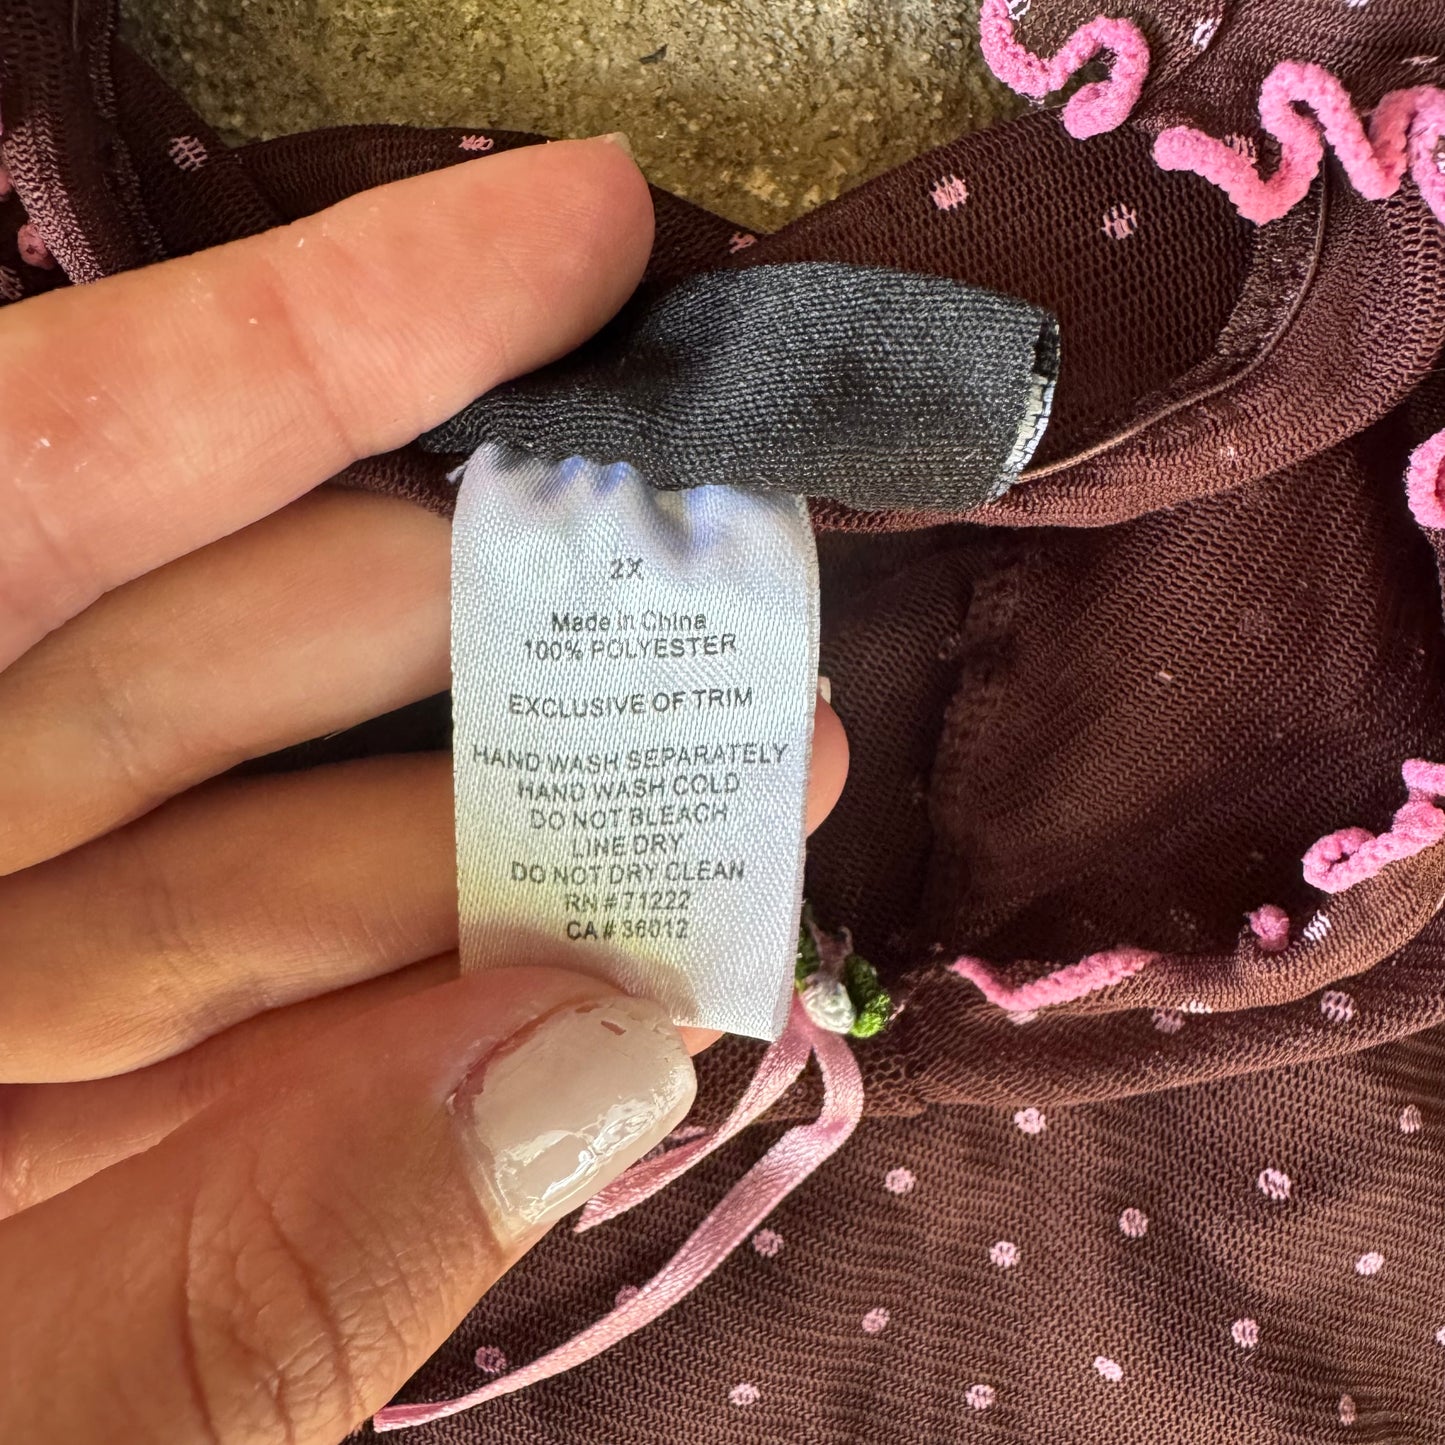 2X
Made in China
100% POLYESTER
EXCLUSIVE OF TRIM
HAND WASH SEPARATELY
HAND WASH COLD
DO NOT BLEACH
LINE DRY
DO NOT DRY CLEAN
RN # 71222
CA # 36012